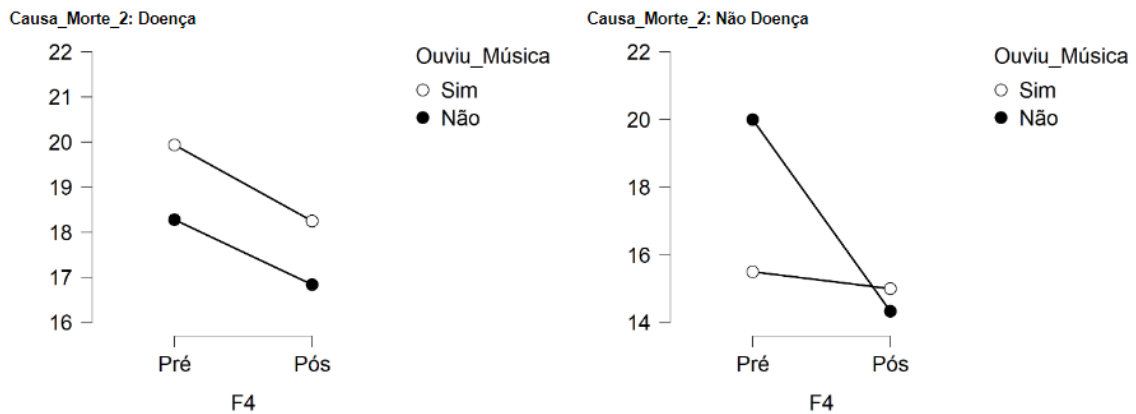 Causa_Morte_2: Doença
22
21
20
19
18
17
16
Pré
Pós
F4
Ouviu_Música
Sim
Não
Causa_Morte_2: Não Doença
22
20
18
16
14
Pré
Pós
F4
Ouviu_Música
Sim
Não